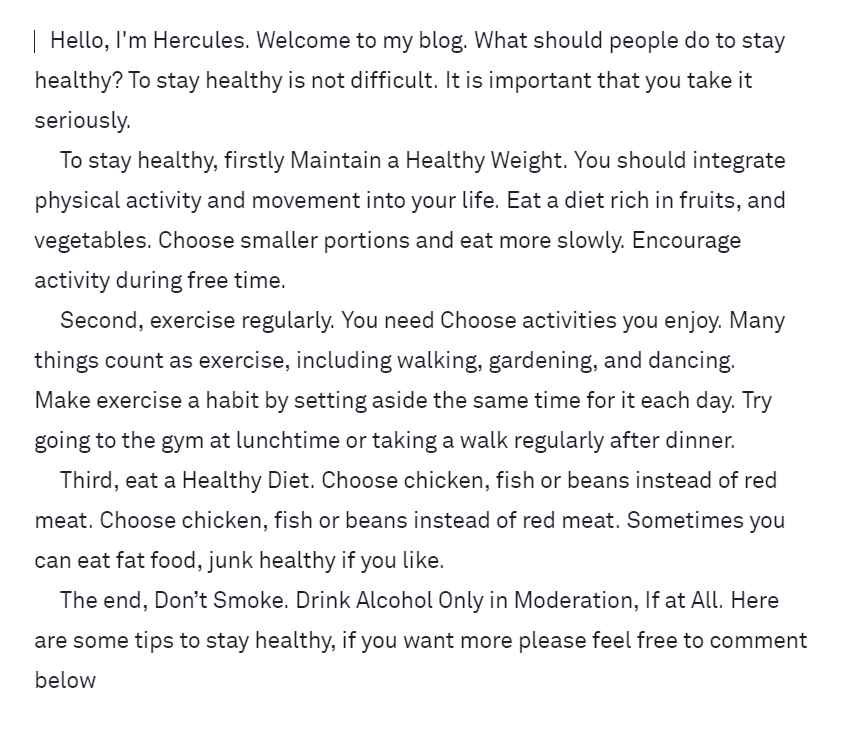 Hello, I'm Hercules. Welcome to my blog. What should people do to stay
healthy? To stay healthy is not difficult. It is important that you take it
seriously.
To stay healthy, firstly Maintain a Healthy Weight. You should integrate
physical activity and movement into your life. Eat a diet rich in fruits, and
vegetables. Choose smaller portions and eat more slowly. Encourage
activity during free time.
Second, exercise regularly. You need Choose activities you enjoy. Many
things count as exercise, including walking, gardening, and dancing.
Make exercise a habit by setting aside the same time for it each day. Try
going to the gym at lunchtime or taking a walk regularly after dinner.
Third, eat a Healthy Diet. Choose chicken, fish or beans instead of red
meat. Choose chicken, fish or beans instead of red meat. Sometimes you
can eat fat food, junk healthy if you like.
The end, Don’t Smoke. Drink Alcohol Only in Moderation, If at All. Here
are some tips to stay healthy, if you want more please feel free to comment
below